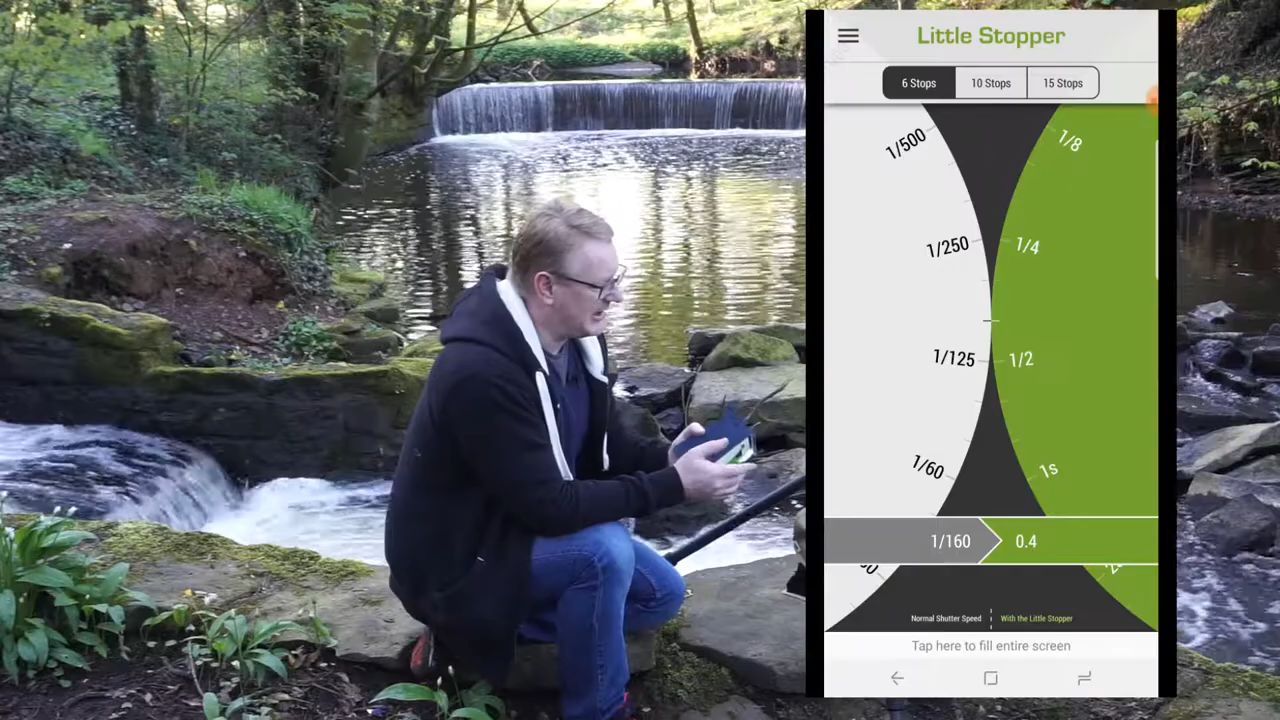 Little Stopper
6 Stops 10 Stops 15 Stops
1/500 1/8
1/250 1/4
1/125 1/2
1/60 1s
1/160 0.4
Normal Shutter Speed With the Little Stopper
Tap here to fill entire screen